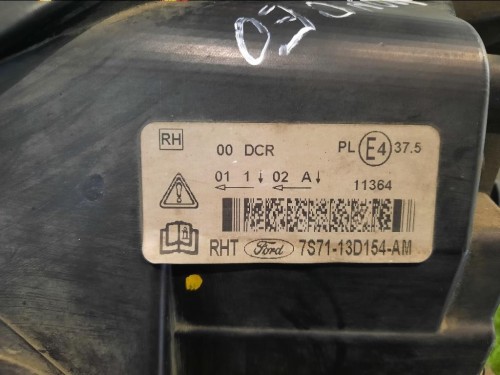 RH
00 DCR
PL E4 37.5
01 1↓ 02 A↓
11364
RHT Ford 7S71-13D154-AM